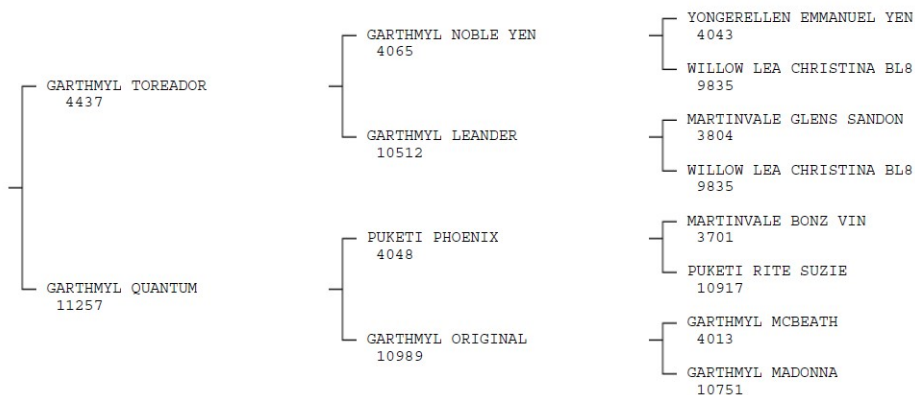 YONGERELLEN EMMANUEL YEN
4043
GARTHMYL NOBLE YEN
4065
WILLOW LEA CHRISTINA BL8
9835
GARTHMYL TOREADOR
4437
MARTINVALE GLENS SANDON
3804
GARTHMYL LEANDER
10512
WILLOW LEA CHRISTINA BL8
9835
MARTINVALE BONZ VIN
3701
PUKETI PHOENIX
4048
PUKETI RITE SUZIE
10917
GARTHMYL QUANTUM
11257
GARTHMYL MCBEATH
4013
GARTHMYL ORIGINAL
10989
GARTHMYL MADONNA
10751